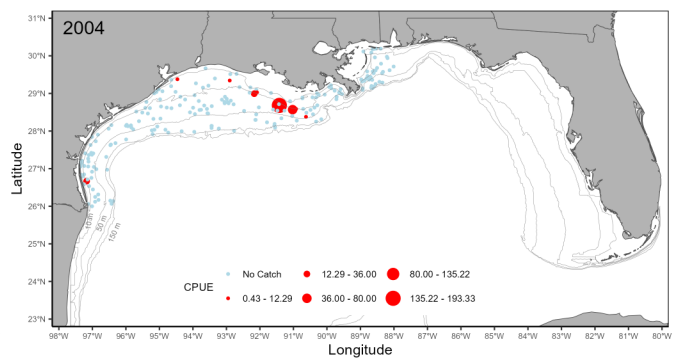 2004
31°N
30°N
29°N
28°N
27°N
26°N
25°N
24°N
23°N
Latitude
10 m
50 m
150 m
CPUE
No Catch
12.29 - 36.00
80.00 - 135.22
0.43 - 12.29
36.00 - 80.00
135.22 - 193.33
98°W 97°W 96°W 95°W 94°W 93°W 92°W 91°W 90°W 89°W 88°W 87°W 86°W 85°W 84°W 83°W 82°W 81°W 80°W
Longitude